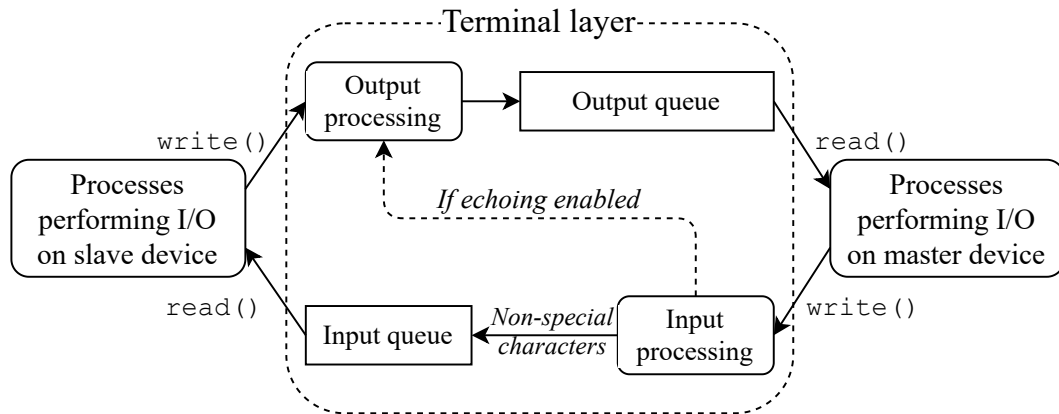 Terminal layer
Output
processing
Output queue
write()
read()
Processes
performing I/O
on slave device
If echoing enabled
Processes
performing I/O
on master device
read()
write()
Input queue
Non-special
characters
Input
processing